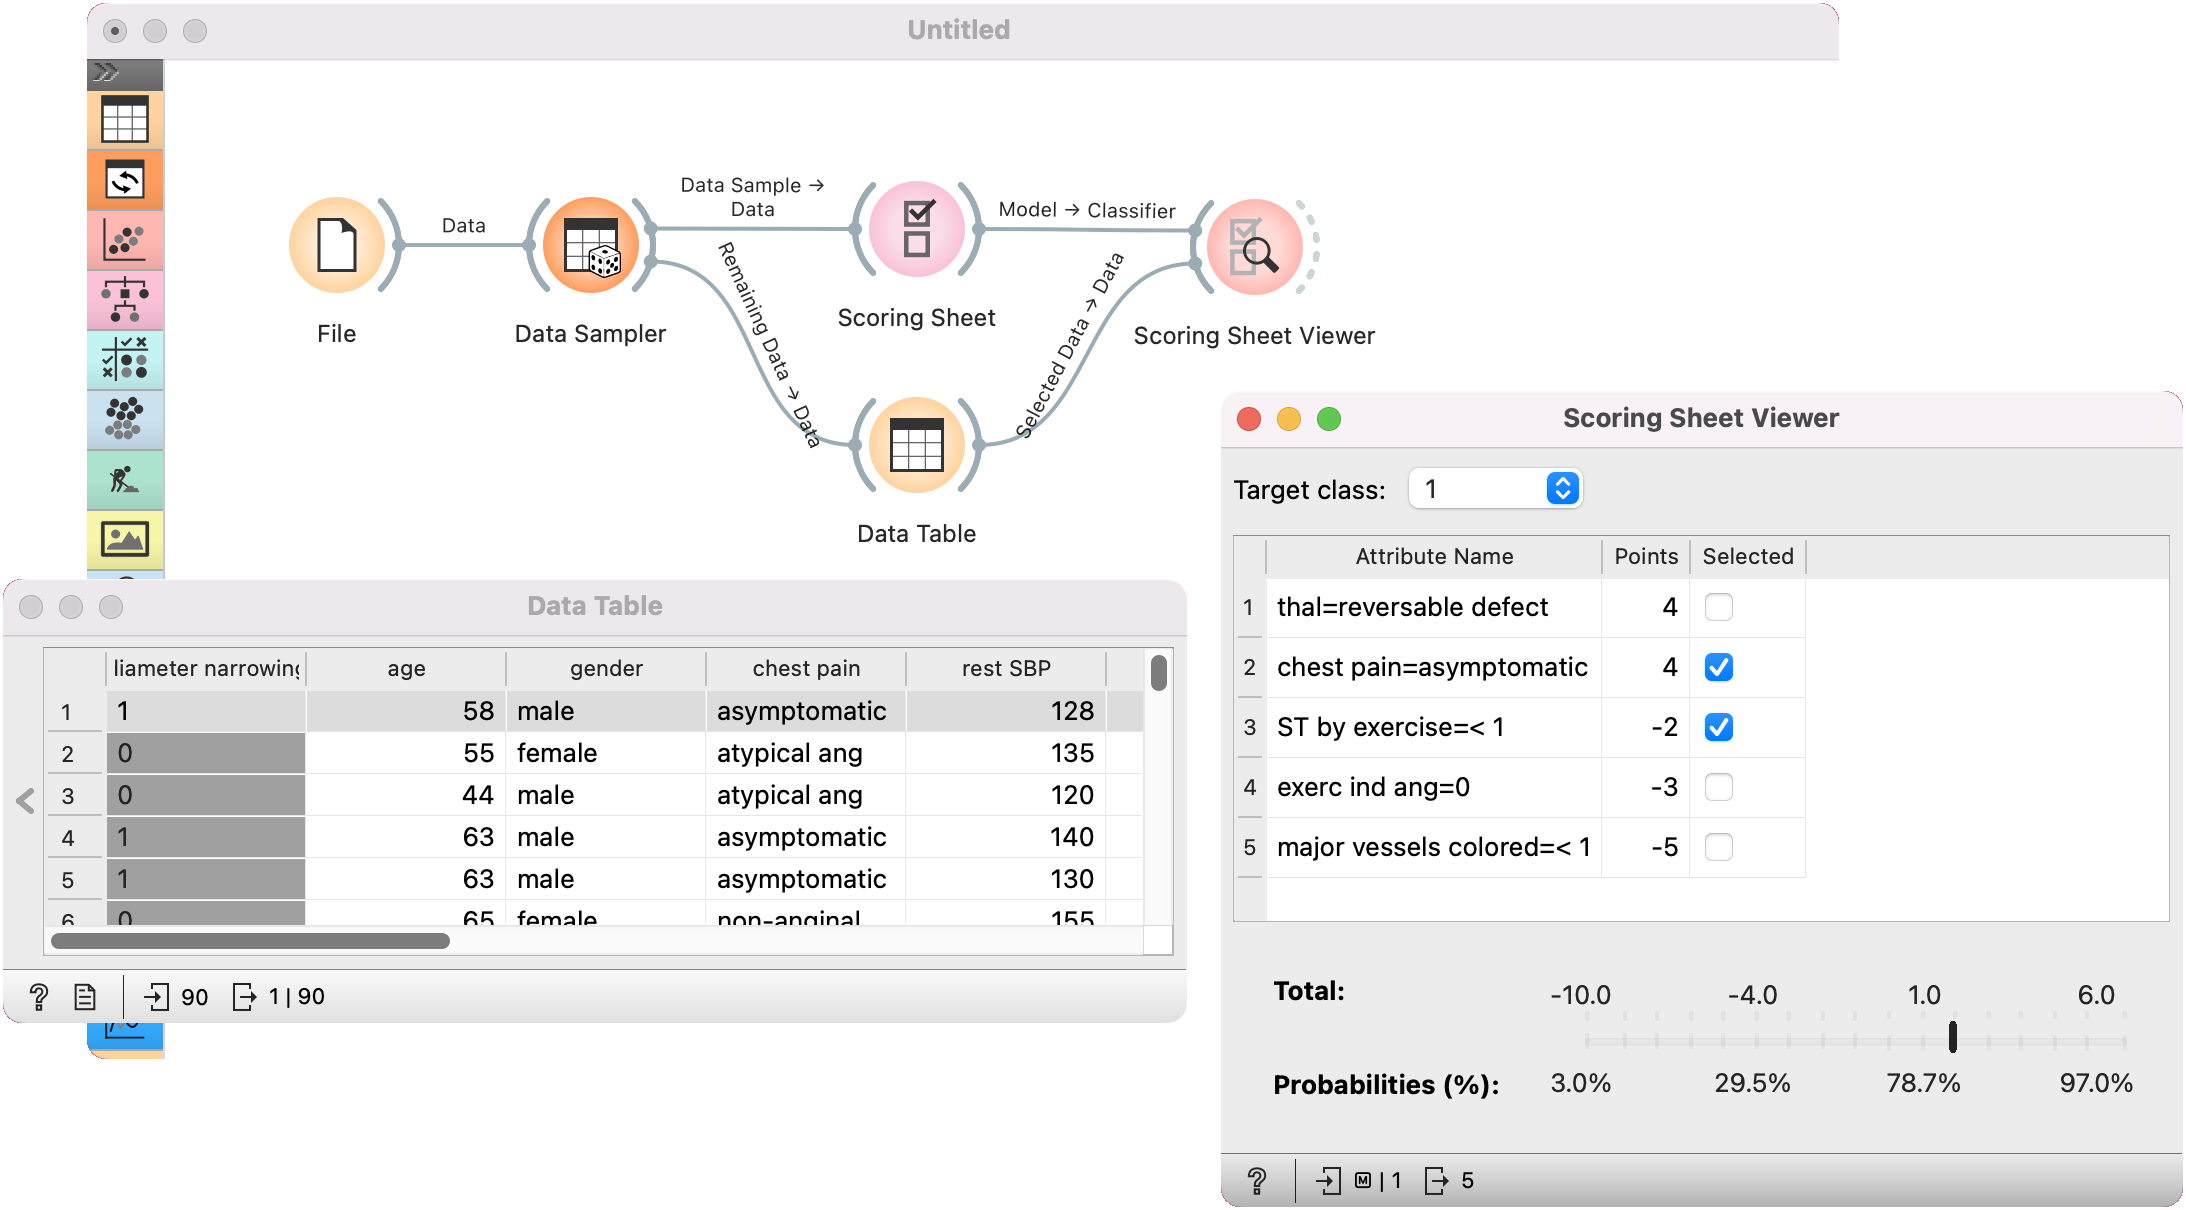 Untitled
Data
Data Sample →
Data
Model → Classifier
Remaining Data → Data
Selected Data → Data
File
Data Sampler
Scoring Sheet
Scoring Sheet Viewer
Data Table
Data Table
liameter narrowing age gender chest pain rest SBP
1 1 58 male asymptomatic 128
2 0 55 female atypical ang 135
3 0 44 male atypical ang 120
4 1 63 male asymptomatic 140
5 1 63 male asymptomatic 130
6 0 65 female non-anginal 155
? 90 1 | 90
Scoring Sheet Viewer
Target class: 1
Attribute Name Points Selected
1 thal=reversable defect 4
2 chest pain=asymptomatic 4
3 ST by exercise=< 1 -2
4 exerc ind ang=0 -3
5 major vessels colored=< 1 -5
Total: -10.0 -4.0 1.0 6.0
Probabilities (%): 3.0% 29.5% 78.7% 97.0%
? M | 1 5